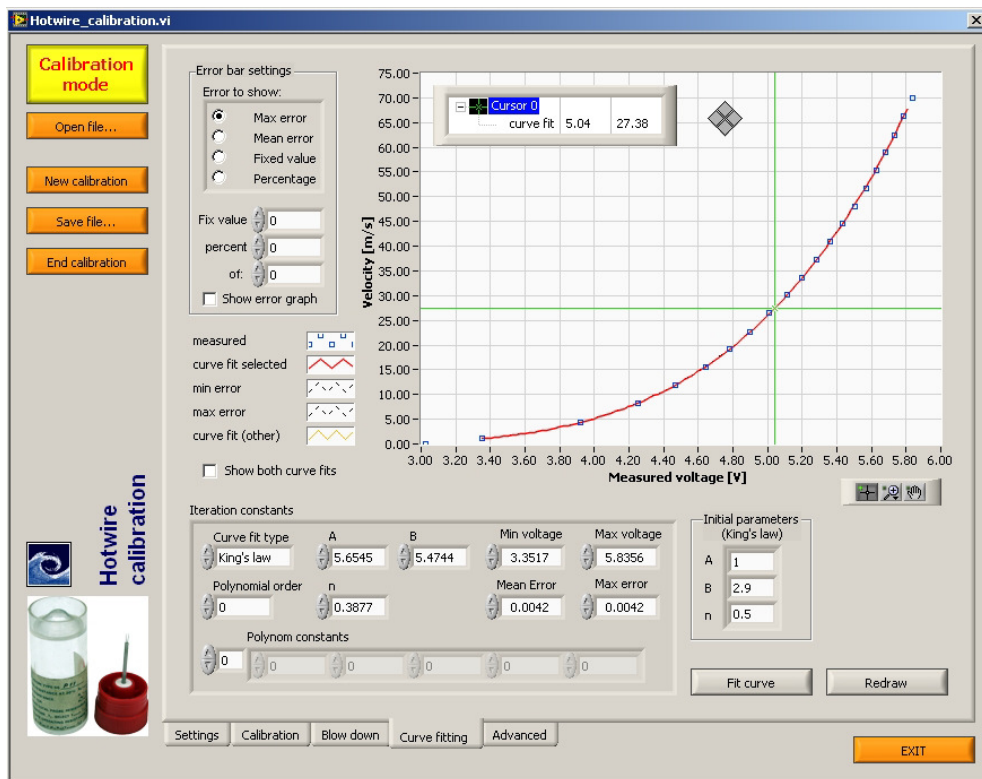 Hotwire_calibration.vi
Calibration
mode
Open file...
New calibration
Save file...
End calibration
Hotwire
calibration
Error bar settings
Error to show:
Max error
Mean error
Fixed value
Percentage
Fix value 0
percent 0
of: 0
Show error graph
measured
curve fit selected
min error
max error
curve fit (other)
Show both curve fits
Cursor 0
curve fit 5.04 27.38
Velocity [m/s]
75.00
70.00
65.00
60.00
55.00
50.00
45.00
40.00
35.00
30.00
25.00
20.00
15.00
10.00
5.00
0.00
3.00 3.20 3.40 3.60 3.80 4.00 4.20 4.40 4.60 4.80 5.00 5.20 5.40 5.60 5.80 6.00
Measured voltage [V]
Iteration constants
Curve fit type A B Min voltage Max voltage
King's law 5.6545 5.4744 3.3517 5.8356
Polynomial order n Mean Error Max error
0 0.3877 0.0042 0.0042
Polynom constants
0 0 0 0 0 0
Initial parameters
(King's law)
A 1
B 2.9
n 0.5
Fit curve Redraw
Settings Calibration Blow down Curve fitting Advanced
EXIT